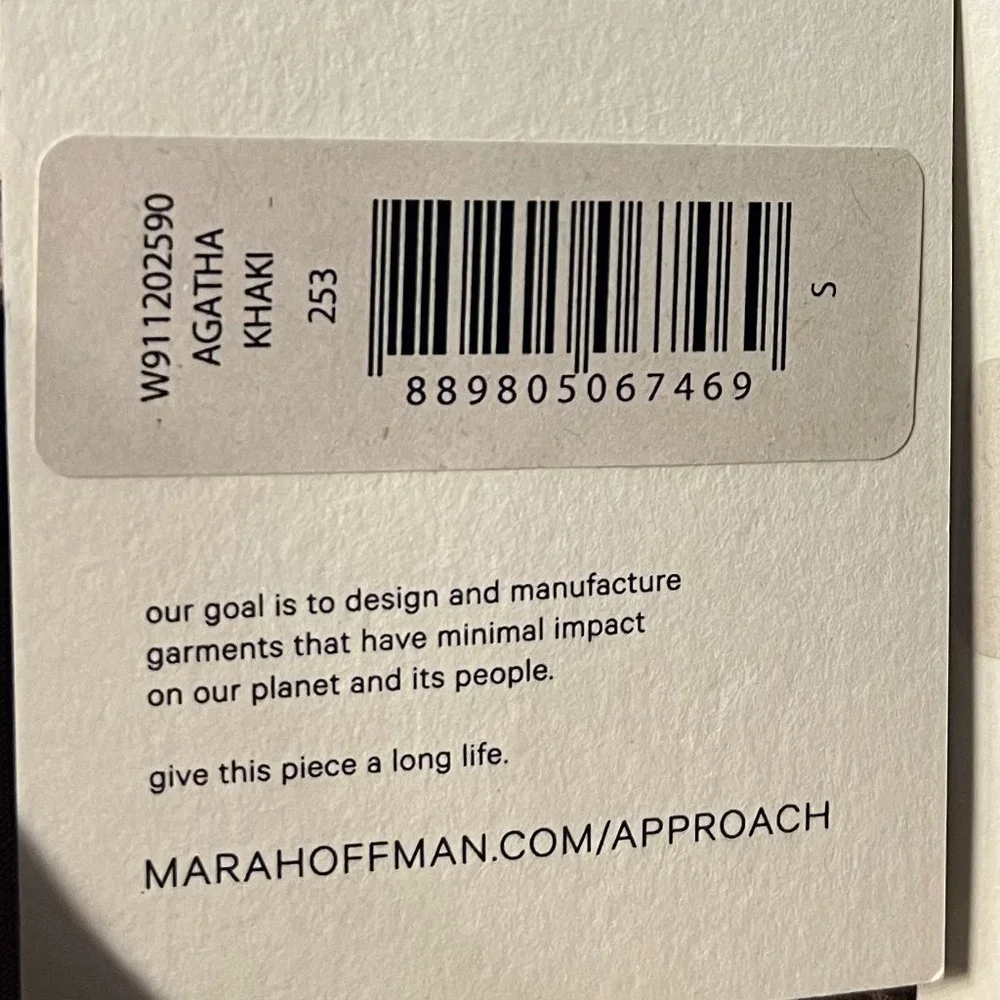 W911202590
AGATHA
KHAKI
253
889805067469
S
our goal is to design and manufacture
garments that have minimal impact
on our planet and its people.
give this piece a long life.
MARAHOFFMAN.COM/APPROACH